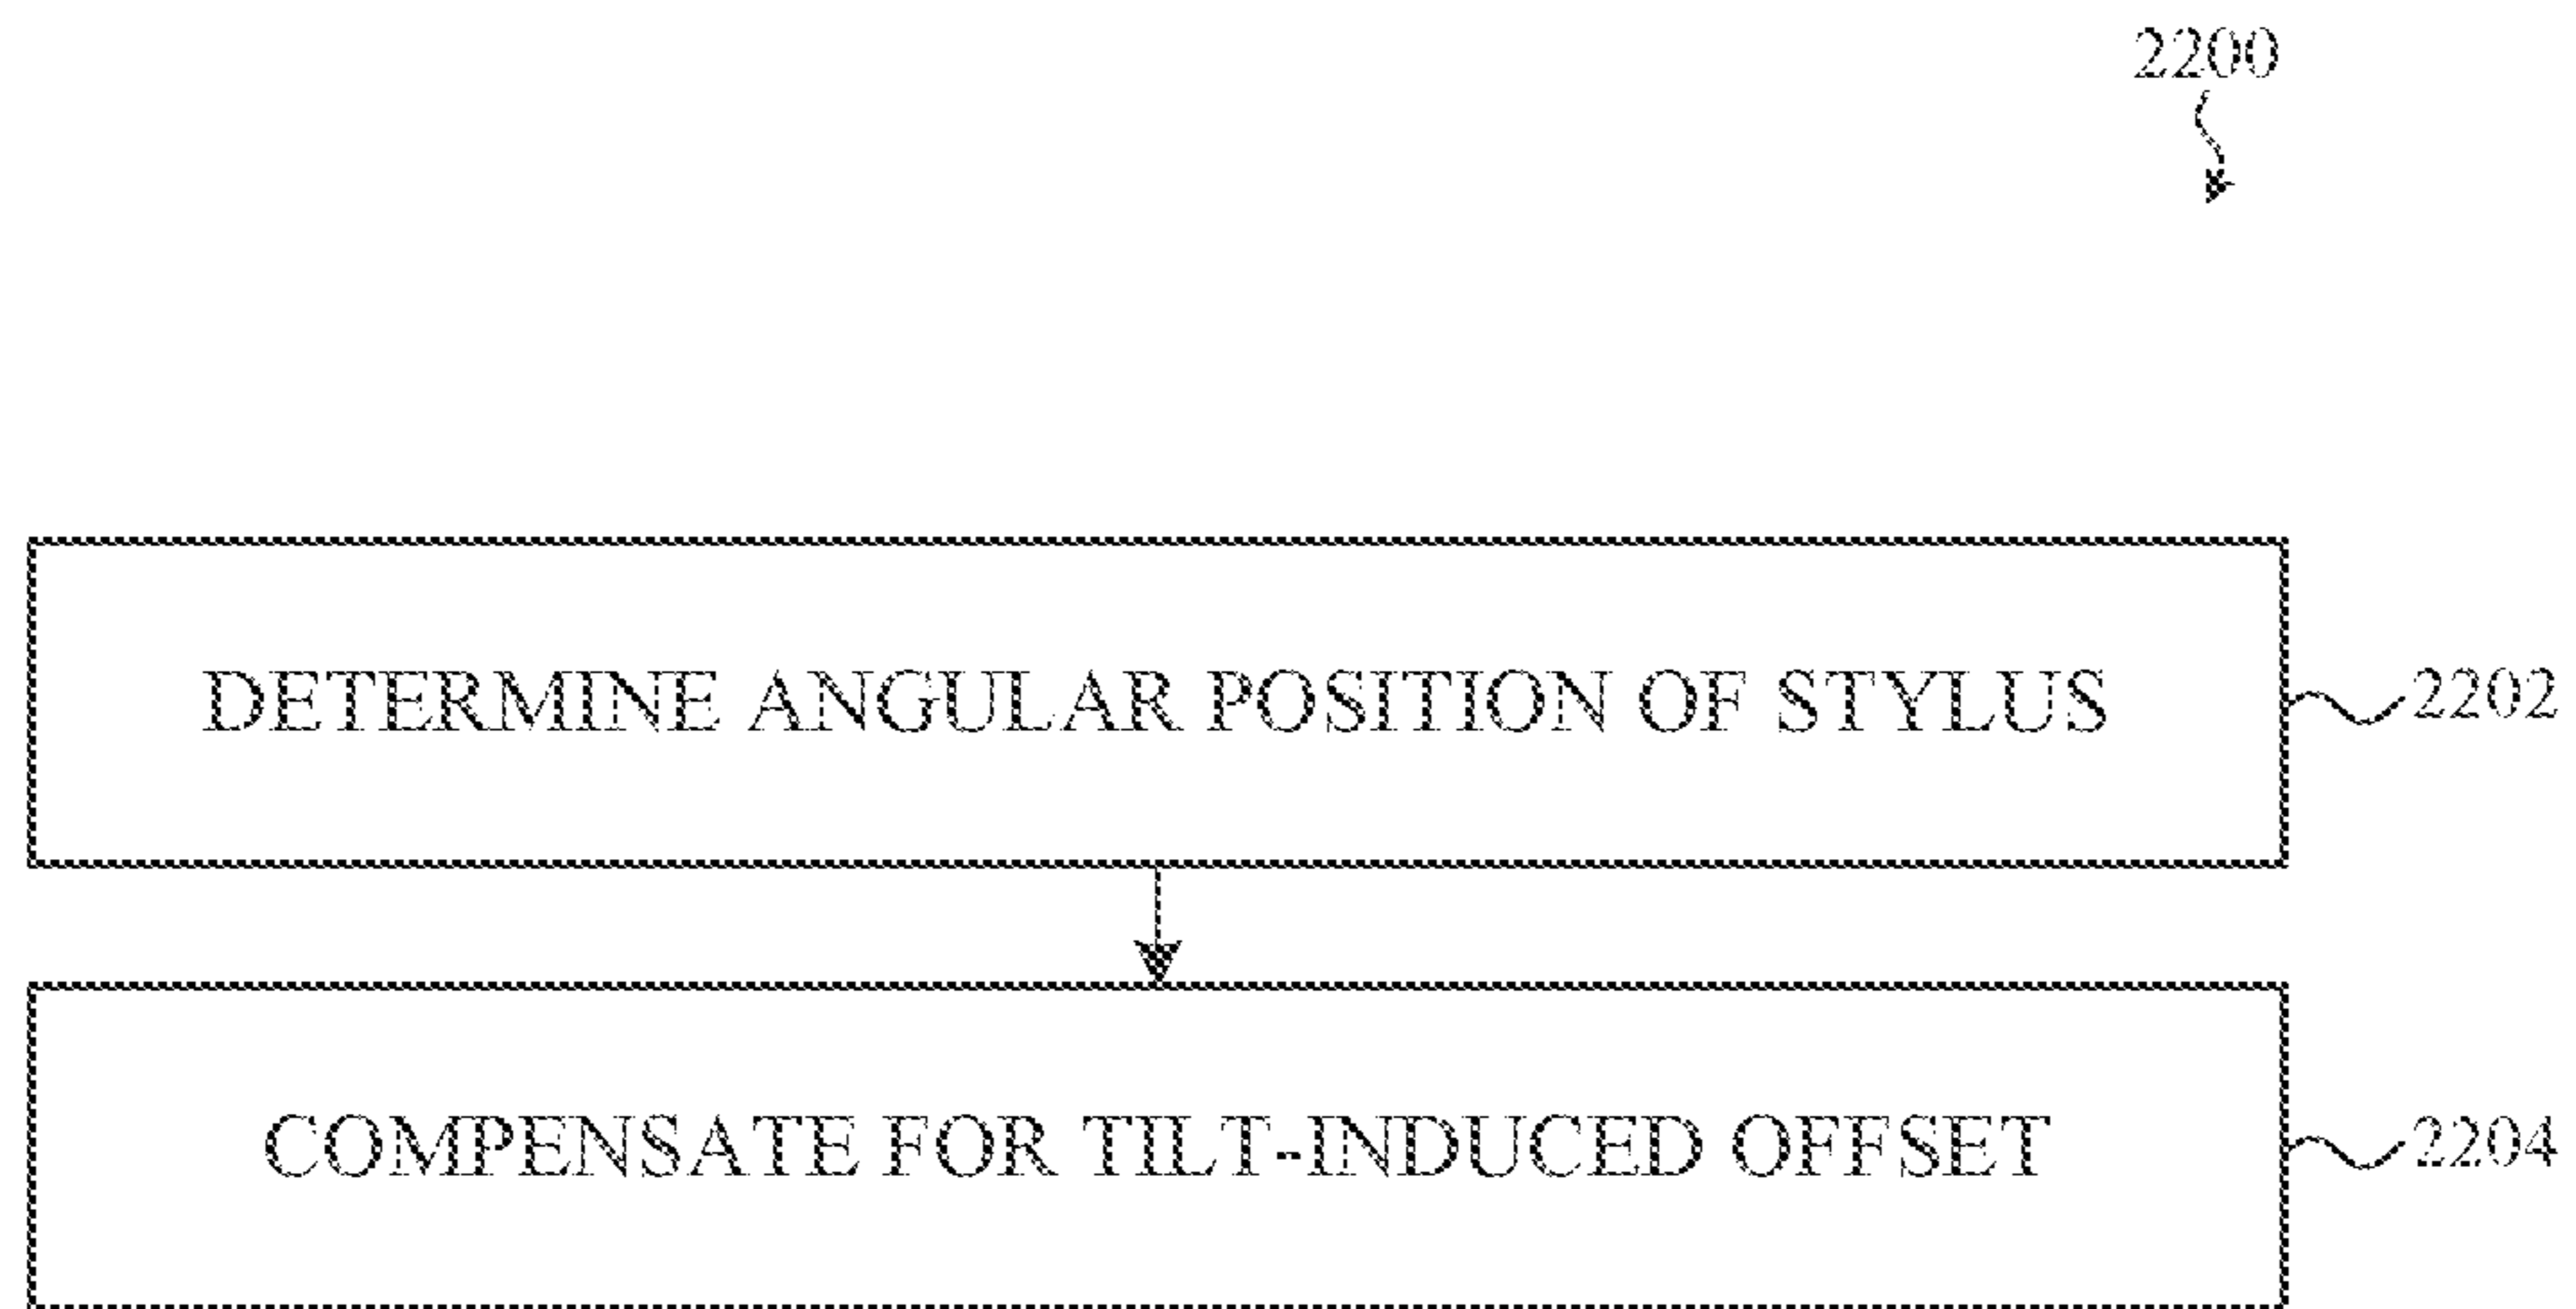 2200
DETERMINE ANGULAR POSITION OF STYLUS
2202
COMPENSATE FOR TILT-INDUCED OFFSET
2204